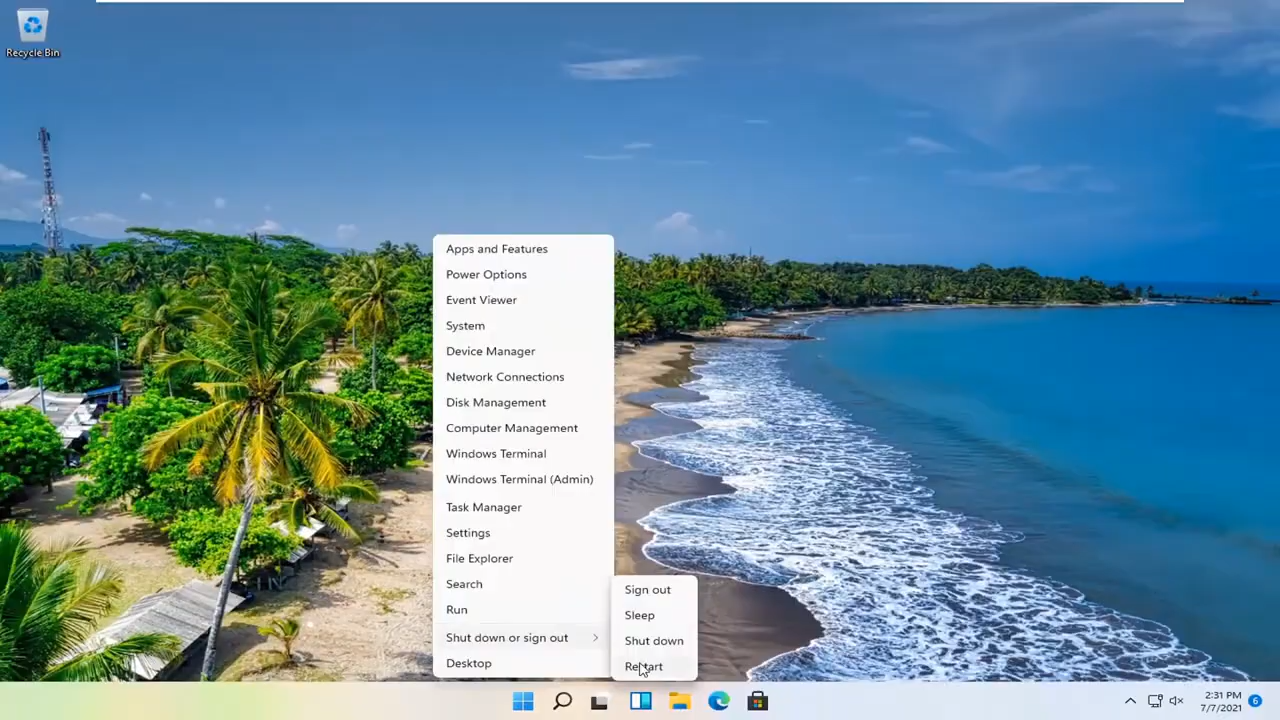 Recycle Bin
Apps and Features
Power Options
Event Viewer
System
Device Manager
Network Connections
Disk Management
Computer Management
Windows Terminal
Windows Terminal (Admin)
Task Manager
Settings
File Explorer
Search
Run
Shut down or sign out
Desktop
Sign out
Sleep
Shut down
Restart
2:31 PM
7/7/2021
6